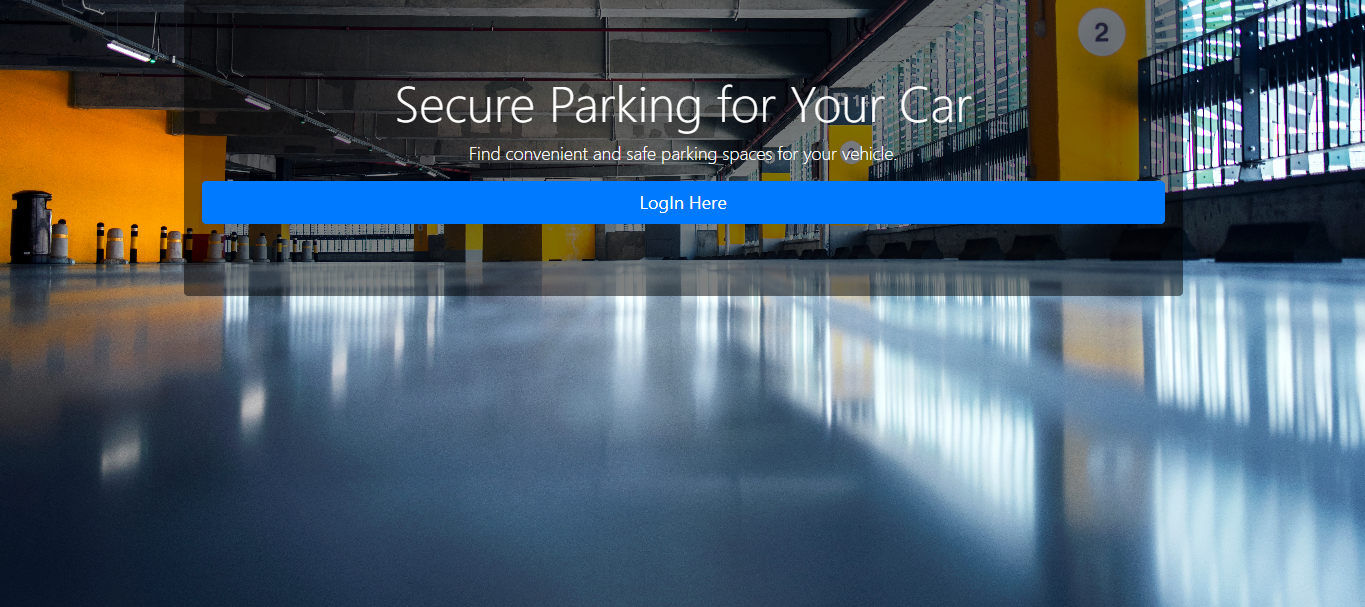 2
Secure Parking for Your Car
Find convenient and safe parking spaces for your vehicle.
LogIn Here